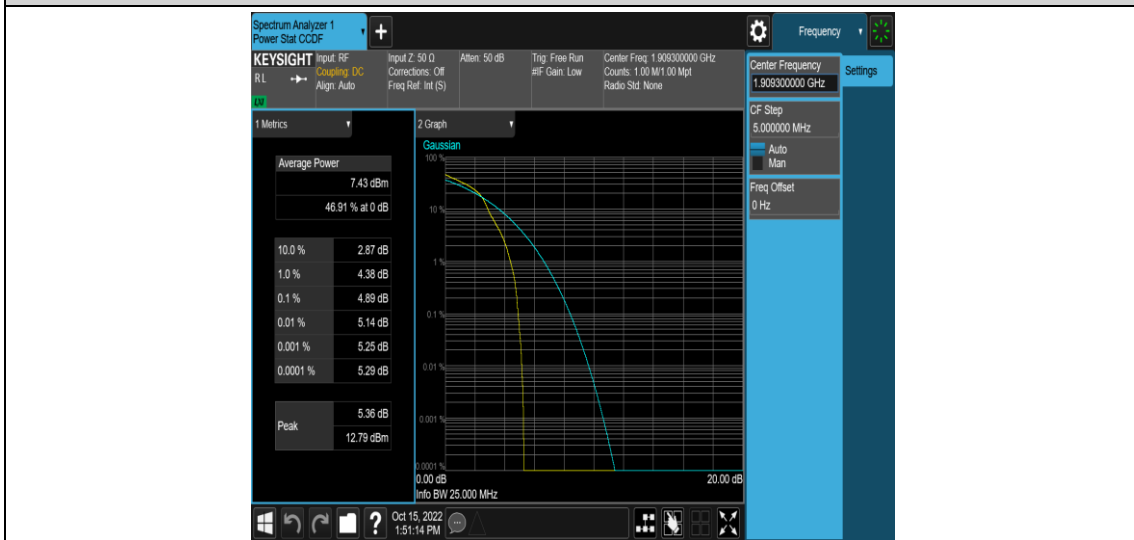 Spectrum Analyzer 1
Power Stat CCDF
+
Frequency
KEYSIGHT
RL
LXI
Input: RF
Coupling: DC
Align: Auto
Input Z: 50 Ω
Corrections: Off
Freq Ref: Int (S)
Atten: 50 dB
Trig: Free Run
#IF Gain: Low
Center Freq: 1.909300000 GHz
Counts: 1.00 M/1.00 Mpt
Radio Std: None
Center Frequency
1.909300000 GHz
Settings
CF Step
5.000000 MHz
Auto
Man
Freq Offset
0 Hz
1 Metrics
Average Power
7.43 dBm
46.91 % at 0 dB
10.0 % 2.87 dB
1.0 % 4.38 dB
0.1 % 4.89 dB
0.01 % 5.14 dB
0.001 % 5.25 dB
0.0001 % 5.29 dB
Peak
5.36 dB
12.79 dBm
2 Graph
Gaussian
100 %
10 %
1 %
0.1 %
0.01 %
0.001 %
0.0001 %
0.00 dB 20.00 dB
Info BW 25.000 MHz
?
Oct 15, 2022
1:51:14 PM